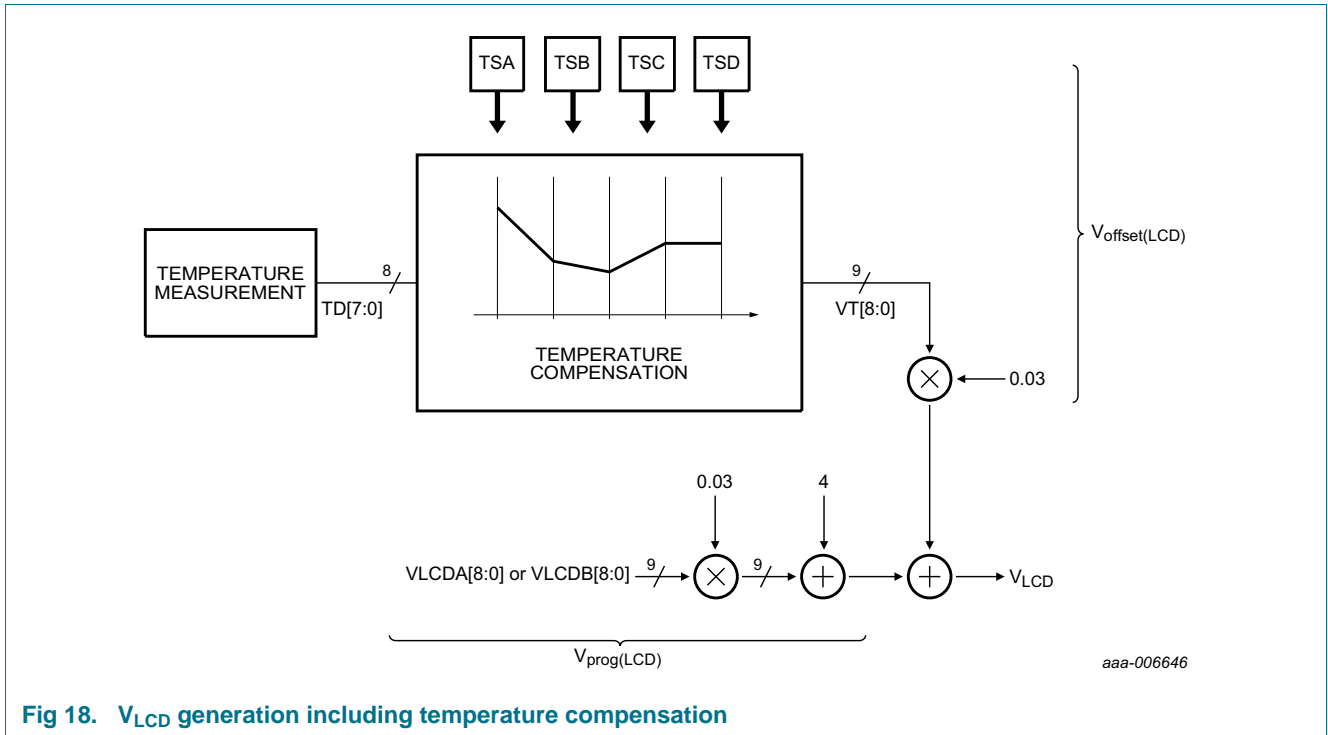 TSA TSB TSC TSD
Voffset(LCD)
TEMPERATURE
MEASUREMENT
8
TD[7:0]
TEMPERATURE
COMPENSATION
9
VT[8:0]
× 0.03
0.03 4
VLCDA[8:0] or VLCDB[8:0] 9 × 9 + + VLCD
Vprog(LCD)
aaa-006646
Fig 18. VLCD generation including temperature compensation